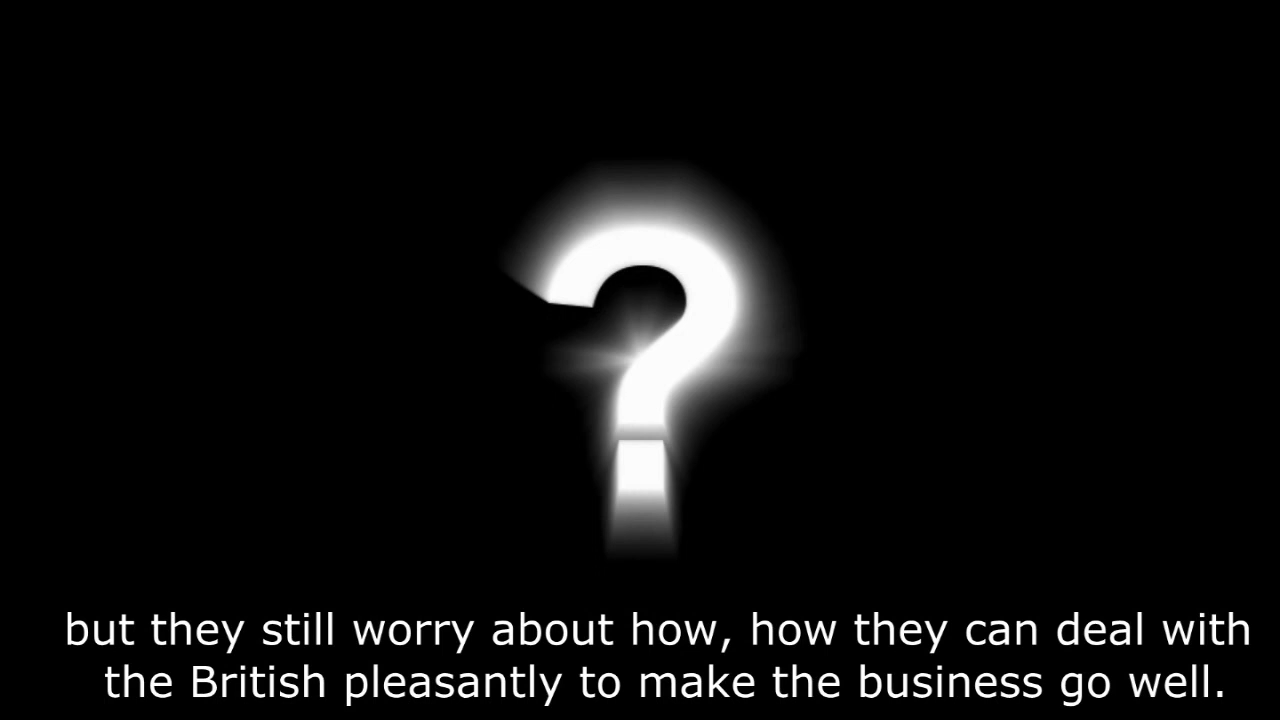 ?
but they still worry about how, how they can deal with
the British pleasantly to make the business go well.